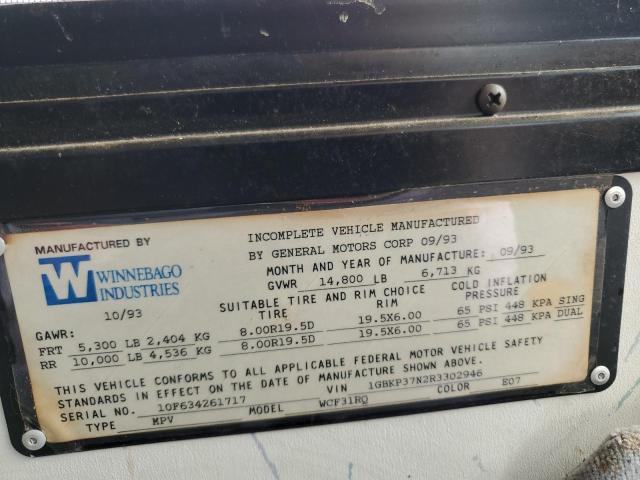 MANUFACTURED BY
W WINNEBAGO
INDUSTRIES
10/93
INCOMPLETE VEHICLE MANUFACTURED
BY GENERAL MOTORS CORP 09/93
MONTH AND YEAR OF MANUFACTURE: 09/93
GVWR 14,800 LB 6,713 KG
SUITABLE TIRE AND RIM CHOICE COLD INFLATION
GAWR: TIRE RIM PRESSURE
FRT 5,300 LB 2,404 KG 8.00R19.5D 19.5X6.00 65 PSI 448 KPA SING
RR 10,000 LB 4,536 KG 8.00R19.5D 19.5X6.00 65 PSI 448 KPA DUAL
THIS VEHICLE CONFORMS TO ALL APPLICABLE FEDERAL MOTOR VEHICLE SAFETY
STANDARDS IN EFFECT ON THE DATE OF MANUFACTURE SHOWN ABOVE.
SERIAL NO. 10F634261717 VIN 1GBKP37N2R3302946
TYPE MPV MODEL WCF31RQ COLOR E07